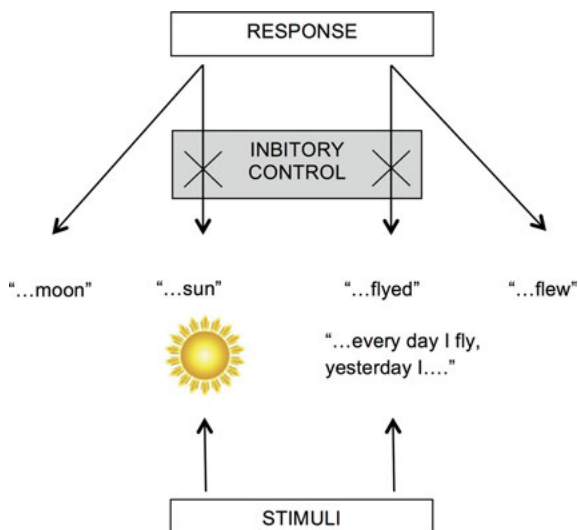 RESPONSE
INBITORY
CONTROL
“…moon”
“…sun”
“…flyed”
“…flew”
“…every day I fly,
yesterday I….”
STIMULI